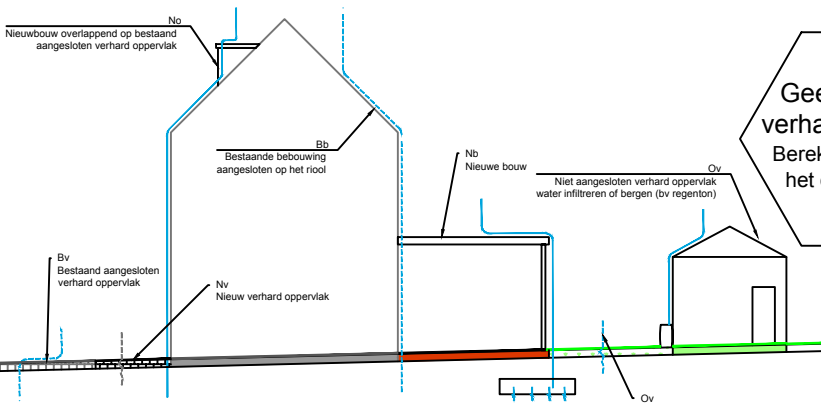 No
Nieuwbouw overlappend op bestaand
aangesloten verhard oppervlak
Bb
Bestaande bebouwing
aangesloten op het riool
Nb
Nieuwe bouw
Ov
Niet aangesloten verhard oppervlak
water infiltreren of bergen (bv regenton)
Bv
Bestaand aangesloten
verhard oppervlak
Nv
Nieuw verhard oppervlak
Ov